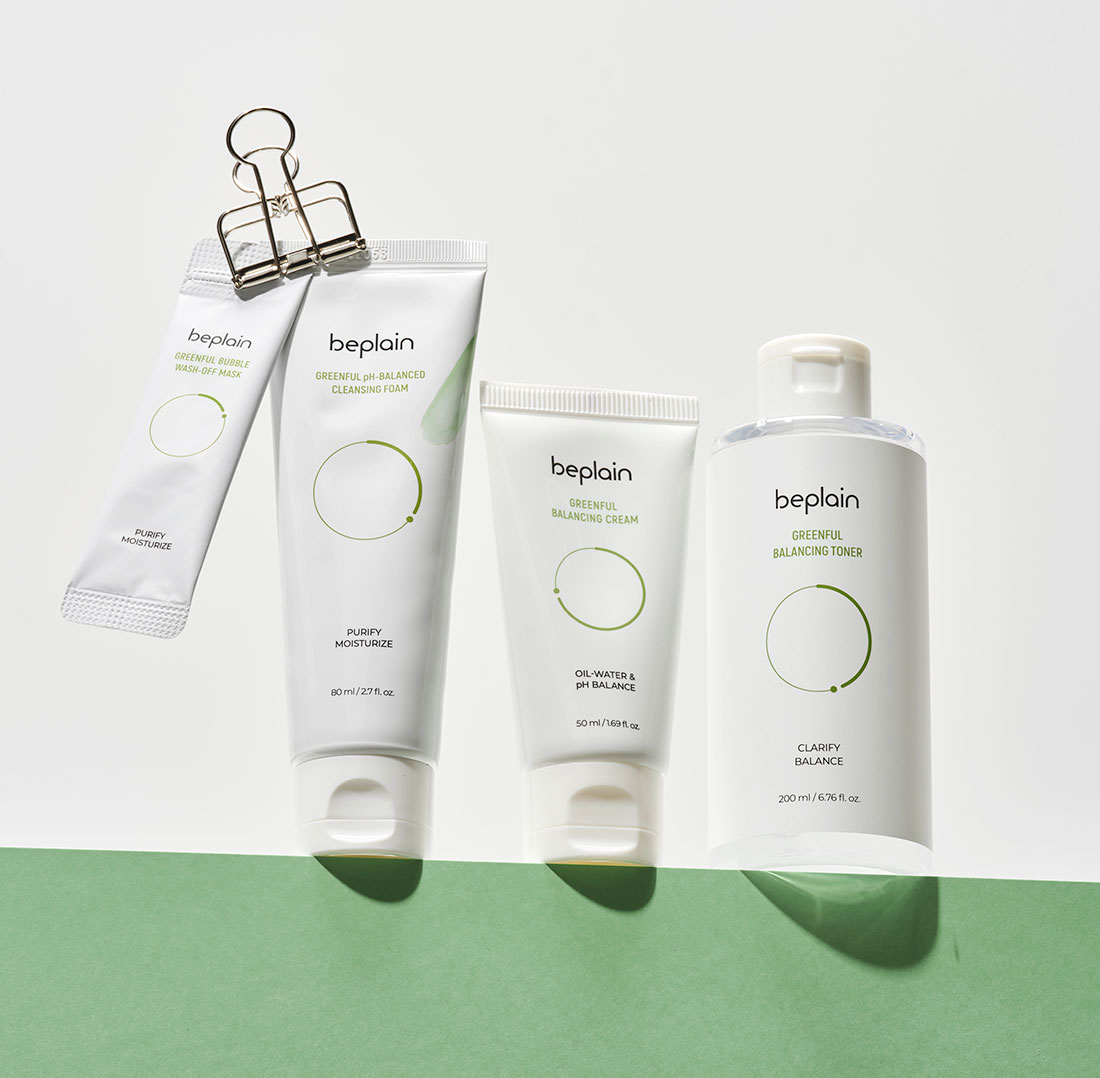 beplain
GREENFUL BUBBLE
WASH-OFF MASK
PURIFY
MOISTURIZE
beplain
GREENFUL pH-BALANCED
CLEANSING FOAM
PURIFY
MOISTURIZE
80 ml / 2.7 fl. oz.
beplain
GREENFUL
BALANCING CREAM
OIL-WATER &
pH BALANCE
50 ml / 1.69 fl. oz.
beplain
GREENFUL
BALANCING TONER
CLARIFY
BALANCE
200 ml / 6.76 fl. oz.